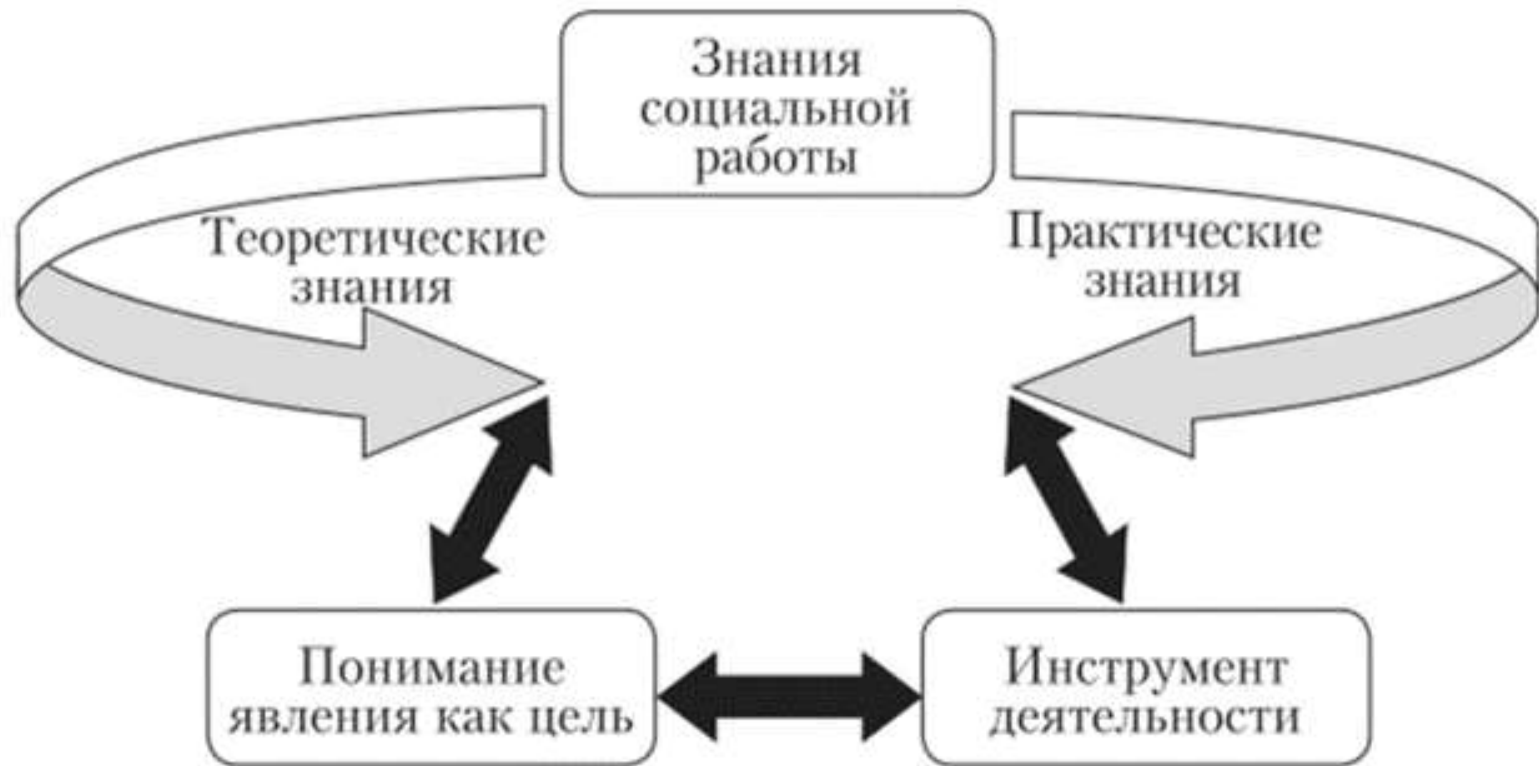 Знания
социальной
работы
Теоретические
знания
Практические
знания
Понимание
явления как цель
Инструмент
деятельности